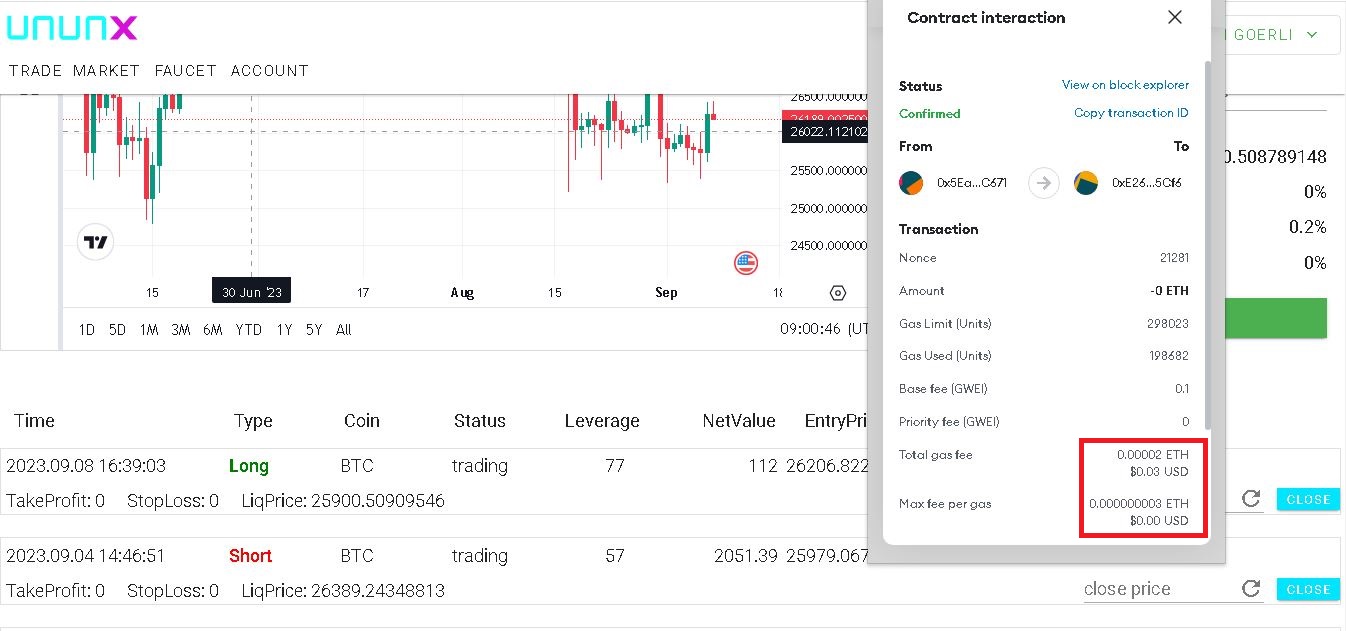 UNUNX
GOERLI
TRADE MARKET FAUCET ACCOUNT
26500.000000
26022.112102
25500.000000
25000.000000
24500.000000
15 30 Jun '23 17 Aug 15 Sep 18
1D 5D 1M 3M 6M YTD 1Y 5Y All
09:00:46 (UT
0.508789148
0%
0.2%
0%
Contract interaction
Status
View on block explorer
Confirmed
Copy transaction ID
From To
0x5Ea...C671 0xE26...5Cf6
Transaction
Nonce 21281
Amount -0 ETH
Gas Limit (Units) 298023
Gas Used (Units) 198682
Base fee (GWEI) 0.1
Priority fee (GWEI) 0
Total gas fee 0.00002 ETH
$0.03 USD
Max fee per gas 0.000000003 ETH
$0.00 USD
Time Type Coin Status Leverage NetValue EntryPri
2023.09.08 16:39:03 Long BTC trading 77 112 26206.822
TakeProfit: 0 StopLoss: 0 LiqPrice: 25900.50909546 CLOSE
2023.09.04 14:46:51 Short BTC trading 57 2051.39 25979.067
TakeProfit: 0 StopLoss: 0 LiqPrice: 26389.24348813 close price CLOSE